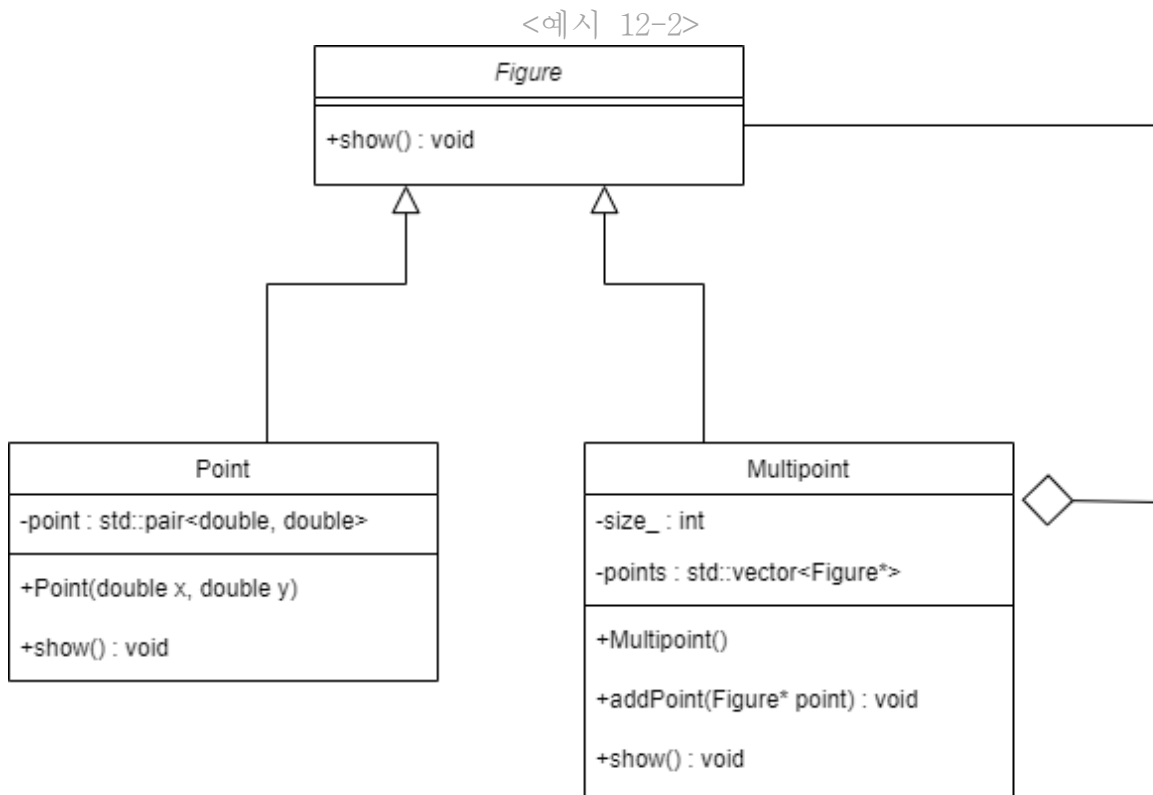 <예시 12-2>
Figure
+show() : void
Point
-point : std::pair<double, double>
+Point(double x, double y)
+show() : void
Multipoint
-size_ : int
-points : std::vector<Figure*>
+Multipoint()
+addPoint(Figure* point) : void
+show() : void